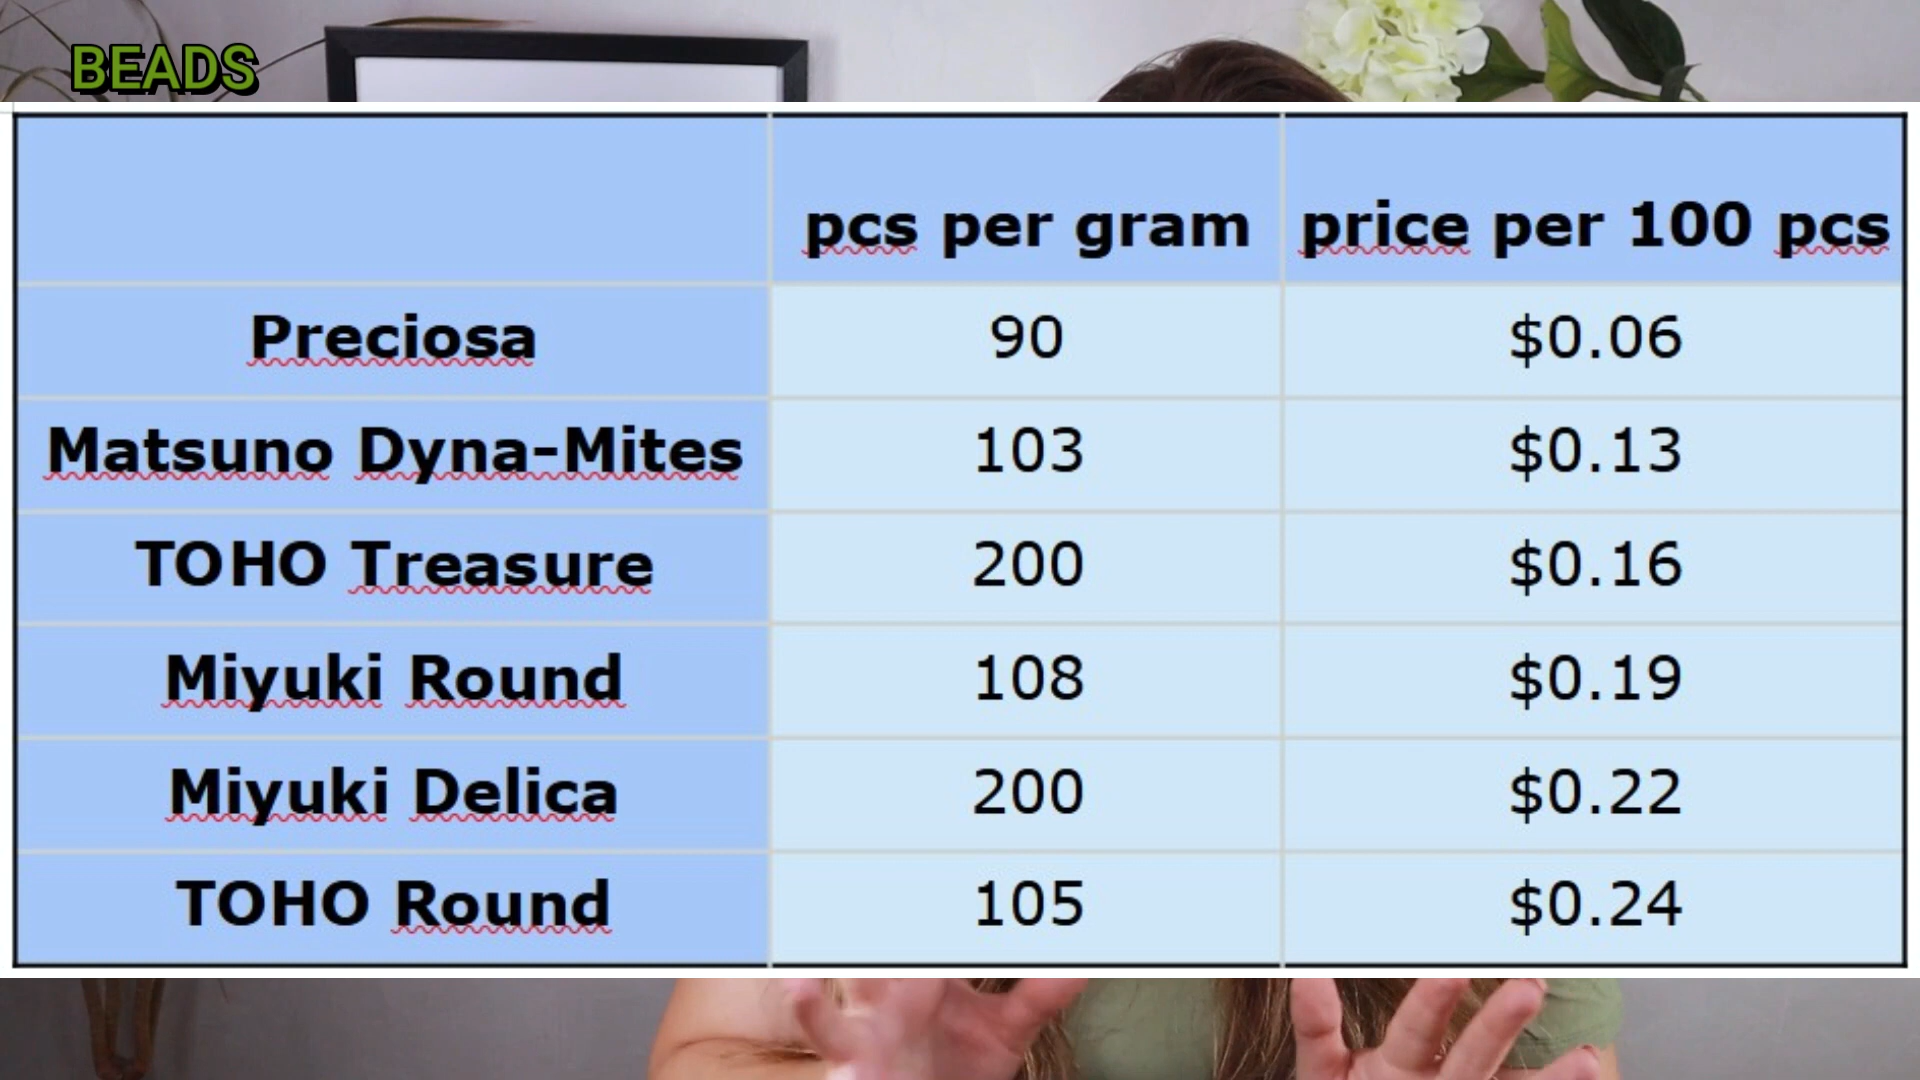 BEADS
pcs per gram price per 100 pcs
Preciosa 90 $0.06
Matsuno Dyna-Mites 103 $0.13
TOHO Treasure 200 $0.16
Miyuki Round 108 $0.19
Miyuki Delica 200 $0.22
TOHO Round 105 $0.24